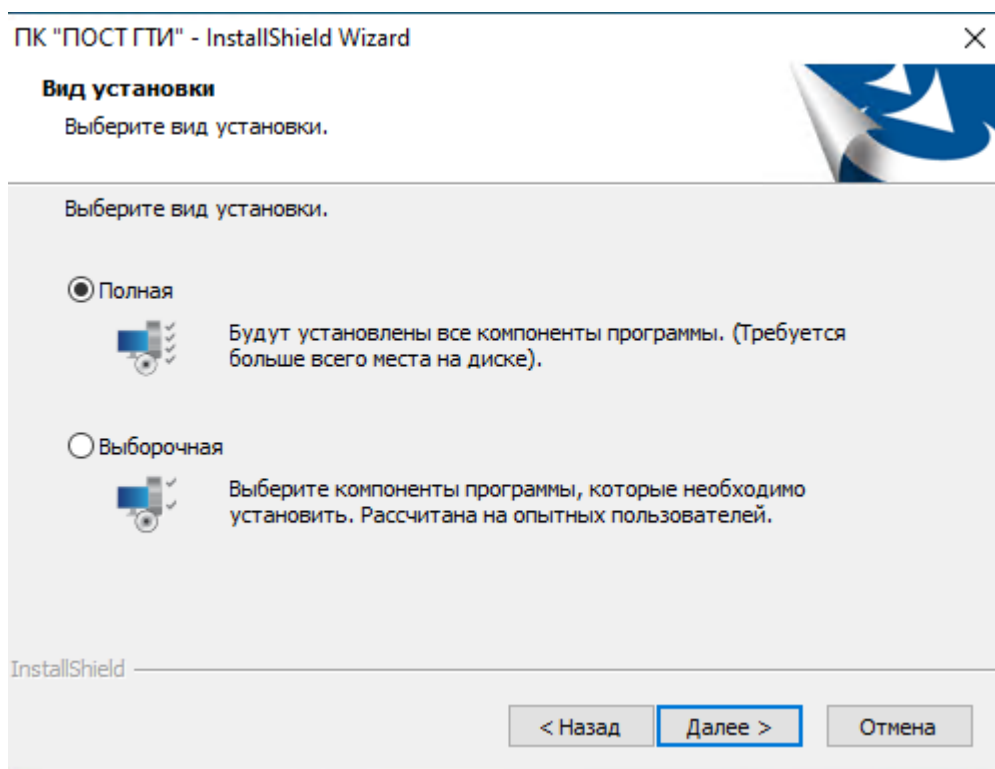 ПК "ПОСТ ГТИ" - InstallShield Wizard
Вид установки
Выберите вид установки.
Выберите вид установки.
Полная
Будут установлены все компоненты программы. (Требуется
больше всего места на диске).
Выборочная
Выберите компоненты программы, которые необходимо
установить. Рассчитана на опытных пользователей.
InstallShield
< Назад Далее > Отмена